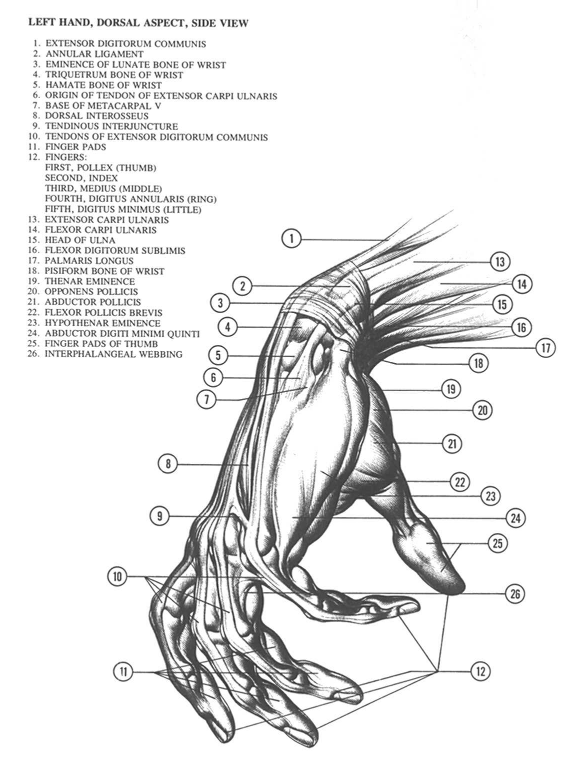 LEFT HAND, DORSAL ASPECT, SIDE VIEW
1. EXTENSOR DIGITORUM COMMUNIS
2. ANNULAR LIGAMENT
3. EMINENCE OF LUNATE BONE OF WRIST
4. TRIQUETRUM BONE OF WRIST
5. HAMATE BONE OF WRIST
6. ORIGIN OF TENDON OF EXTENSOR CARPI ULNARIS
7. BASE OF METACARPAL V
8. DORSAL INTEROSSEUS
9. TENDINOUS INTERJUNCTURE
10. TENDONS OF EXTENSOR DIGITORUM COMMUNIS
11. FINGER PADS
12. FINGERS:
FIRST, POLLEX (THUMB)
SECOND, INDEX
THIRD, MEDIUS (MIDDLE)
FOURTH, DIGITUS ANNULARIS (RING)
FIFTH, DIGITUS MINIMUS (LITTLE)
13. EXTENSOR CARPI ULNARIS
14. FLEXOR CARPI ULNARIS
15. HEAD OF ULNA
16. FLEXOR DIGITORUM SUBLIMIS
17. PALMARIS LONGUS
18. PISIFORM BONE OF WRIST
19. THENAR EMINENCE
20. OPPONENS POLLICIS
21. ABDUCTOR POLLICIS
22. FLEXOR POLLICIS BREVIS
23. HYPOTHENAR EMINENCE
24. ABDUCTOR DIGITI MINIMI QUINTI
25. FINGER PADS OF THUMB
26. INTERPHALANGEAL WEBBING
1
13
2
14
3
15
4
16
17
5
18
6
19
7
20
21
8
22
23
9
24
25
10
26
11
12